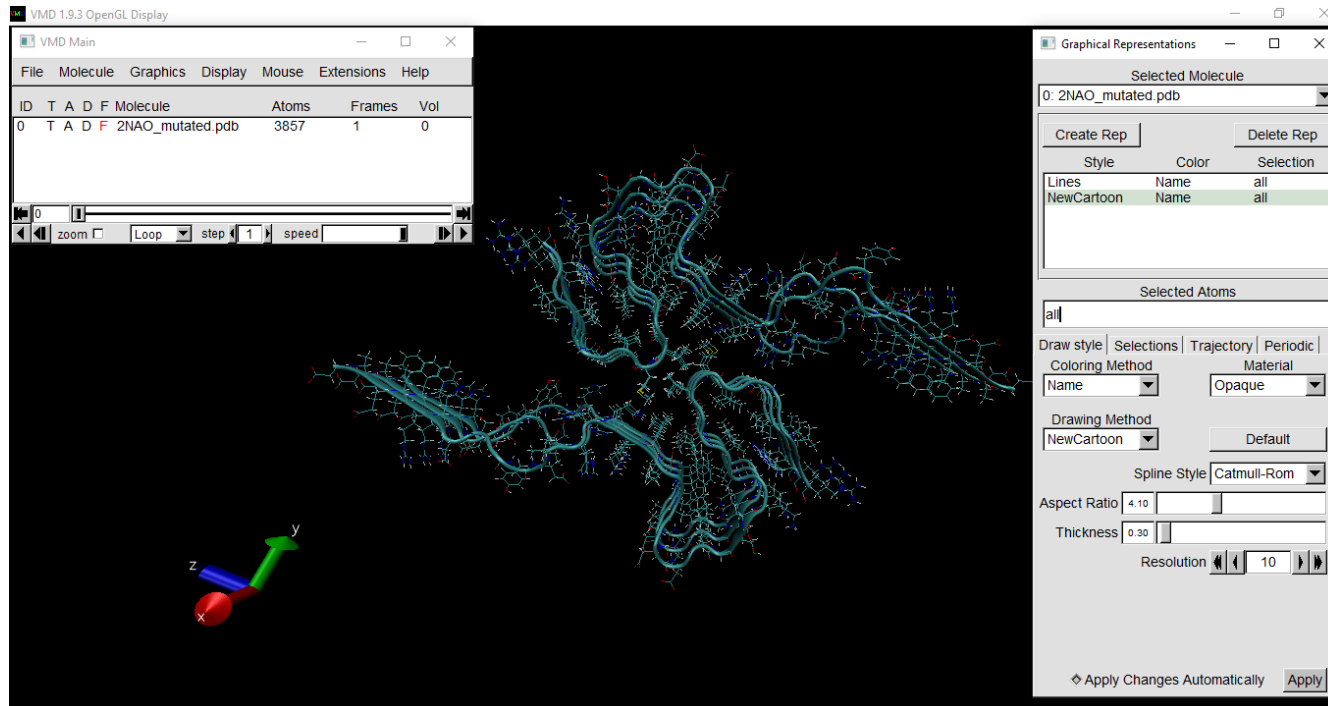 VMD 1.9.3 OpenGL Display
VMD Main
File Molecule Graphics Display Mouse Extensions Help
ID T A D F Molecule Atoms Frames Vol
0 T A D F 2NAO_mutated.pdb 3857 1 0
0
zoom Loop step 1 speed
Graphical Representations
Selected Molecule
0: 2NAO_mutated.pdb
Create Rep Delete Rep
Style Color Selection
Lines Name all
NewCartoon Name all
Selected Atoms
all
Draw style Selections Trajectory Periodic
Coloring Method Material
Name Opaque
Drawing Method
NewCartoon Default
Spline Style Catmull-Rom
Aspect Ratio 4.10
Thickness 0.30
Resolution 10
Apply Changes Automatically Apply
y
z
x